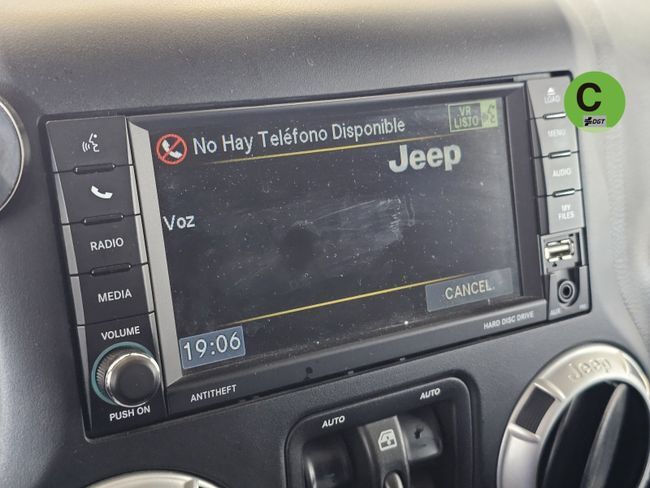 No Hay Teléfono Disponible
VR
LISTO
Jeep
Voz
CANCEL.
19:06
RADIO
MEDIA
VOLUME
PUSH ON
ANTITHEFT
HARD DISC DRIVE
LOAD
MENU
AUDIO
MY
FILES
AUX
C
DGT
AUTO
AUTO
Jeep